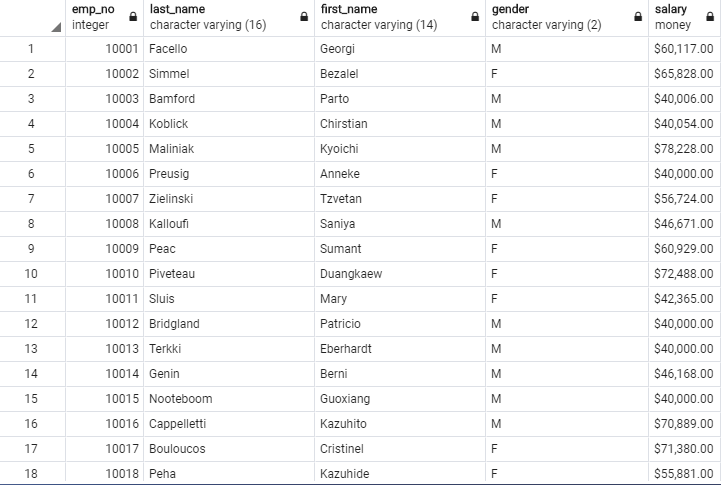 emp_no last_name first_name gender salary
integer character varying (16) character varying (14) character varying (2) money
1 10001 Facello Georgi M $60,117.00
2 10002 Simmel Bezalel F $65,828.00
3 10003 Bamford Parto M $40,006.00
4 10004 Koblick Chirstian M $40,054.00
5 10005 Maliniak Kyoichi M $78,228.00
6 10006 Preusig Anneke F $40,000.00
7 10007 Zielinski Tzvetan F $56,724.00
8 10008 Kalloufi Saniya M $46,671.00
9 10009 Peac Sumant F $60,929.00
10 10010 Piveteau Duangkaew F $72,488.00
11 10011 Sluis Mary F $42,365.00
12 10012 Bridgland Patricio M $40,000.00
13 10013 Terkki Eberhardt M $40,000.00
14 10014 Genin Berni M $46,168.00
15 10015 Nooteboom Guoxiang M $40,000.00
16 10016 Cappelletti Kazuhito M $70,889.00
17 10017 Bouloucos Cristinel F $71,380.00
18 10018 Peha Kazuhide F $55,881.00